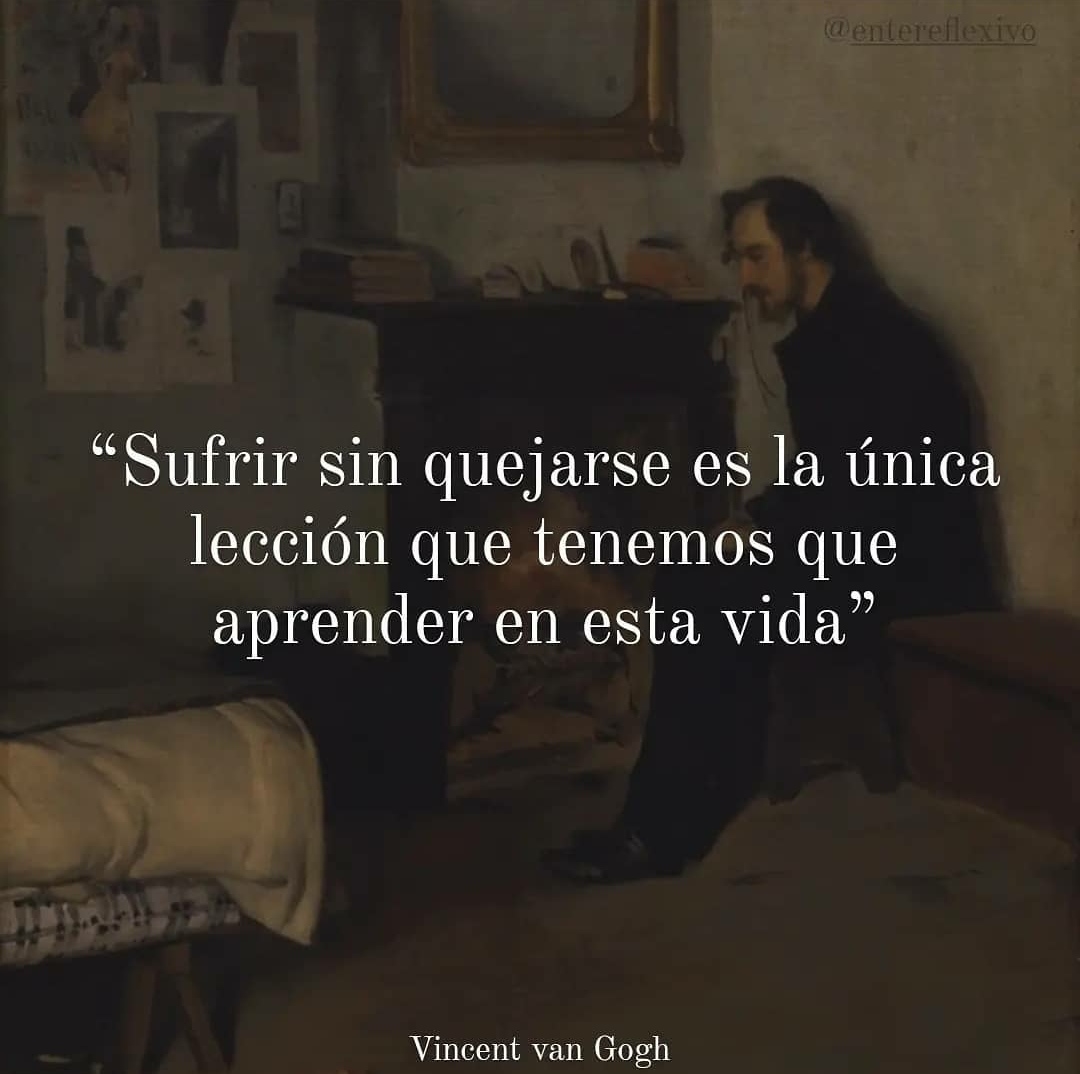 @entereflexivo
“Sufrir sin quejarse es la única
lección que tenemos que
aprender en esta vida”
Vincent van Gogh